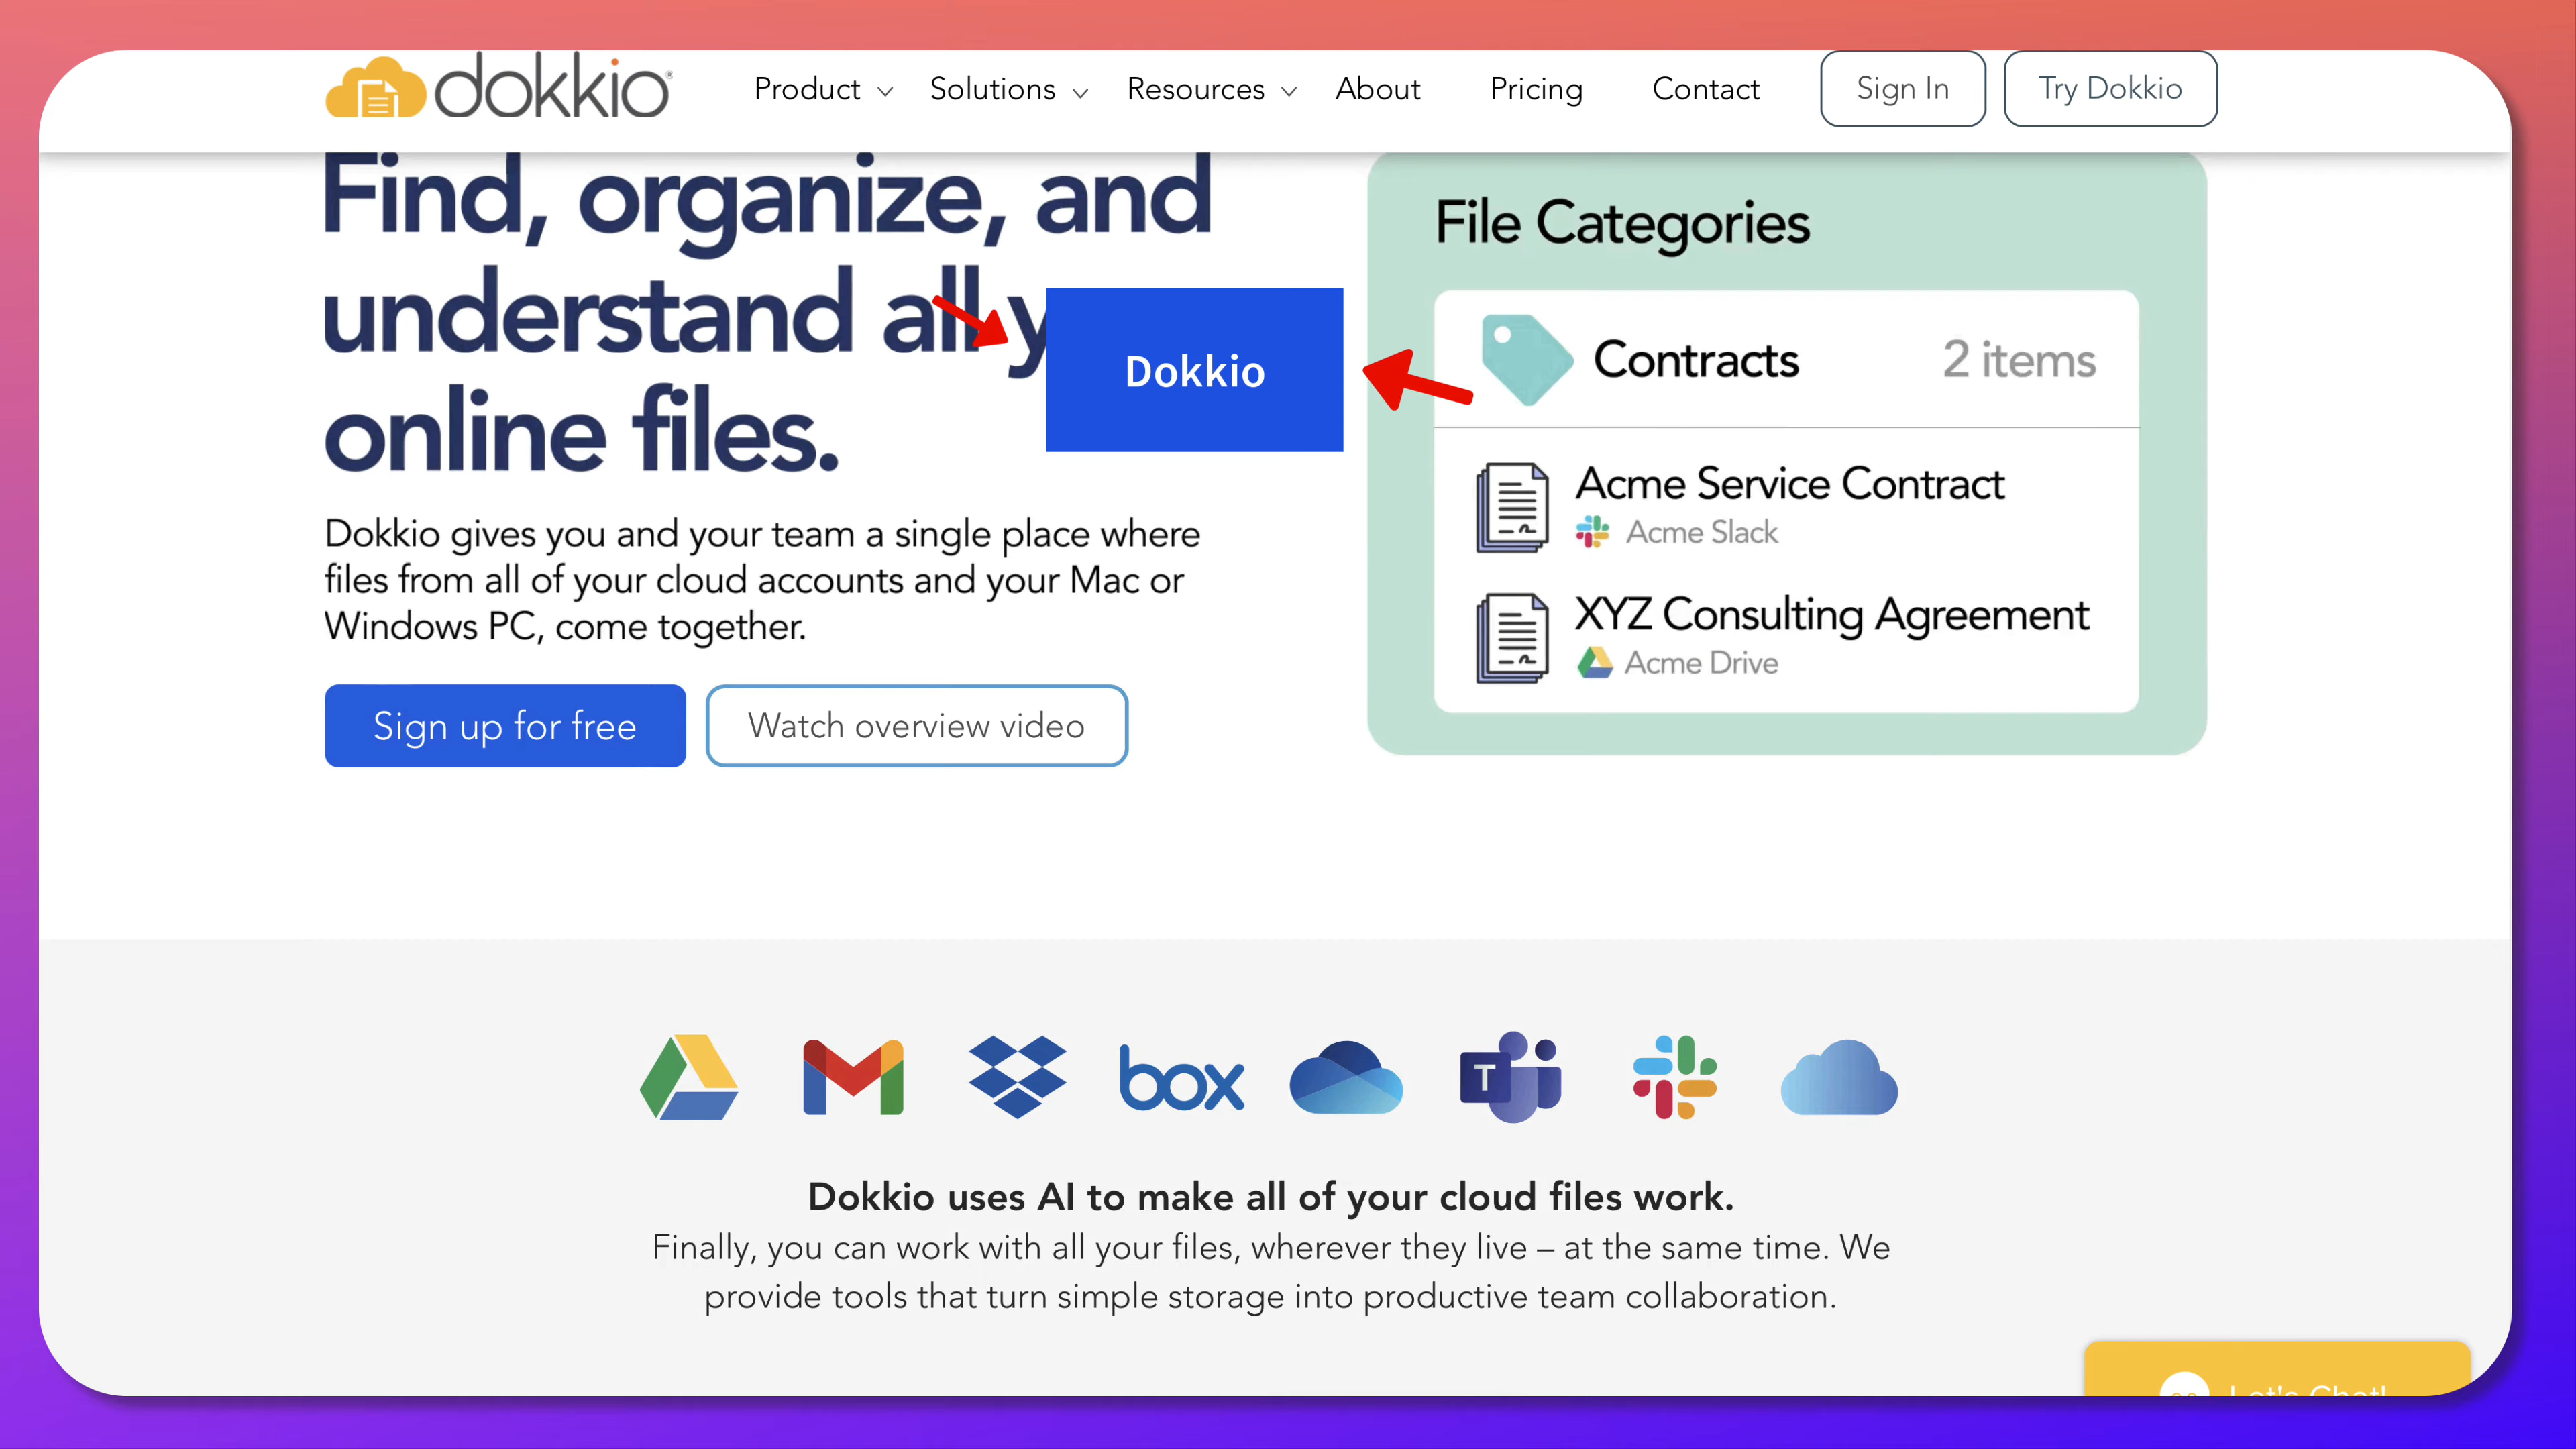 dokkio®
Product
Solutions
Resources
About
Pricing
Contact
Sign In
Try Dokkio
Find, organize, and
understand all y
online files.
Dokkio
Dokkio gives you and your team a single place where
files from all of your cloud accounts and your Mac or
Windows PC, come together.
Sign up for free
Watch overview video
File Categories
Contracts
2 items
Acme Service Contract
Acme Slack
XYZ Consulting Agreement
Acme Drive
box
T
Dokkio uses AI to make all of your cloud files work.
Finally, you can work with all your files, wherever they live – at the same time. We
provide tools that turn simple storage into productive team collaboration.
Let's Chat!